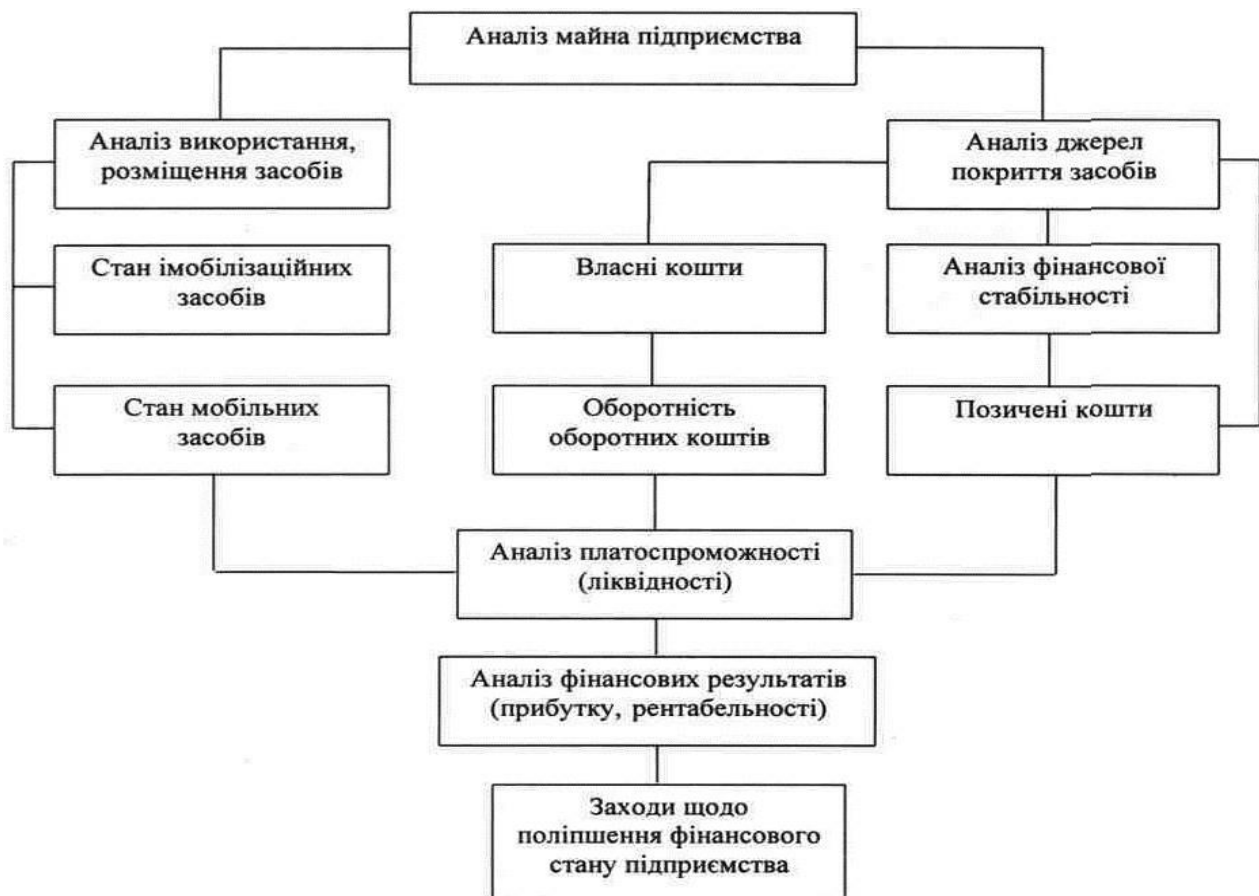 Аналіз майна підприємства
Аналіз використання,
розміщення засобів
Аналіз джерел
покриття засобів
Стан імобілізаційних
засобів
Власні кошти
Аналіз фінансової
стабільності
Стан мобільних
засобів
Оборотність
оборотних коштів
Позичені кошти
Аналіз платоспроможності
(ліквідності)
Аналіз фінансових результатів
(прибутку, рентабельності)
Заходи щодо
поліпшення фінансового
стану підприємства